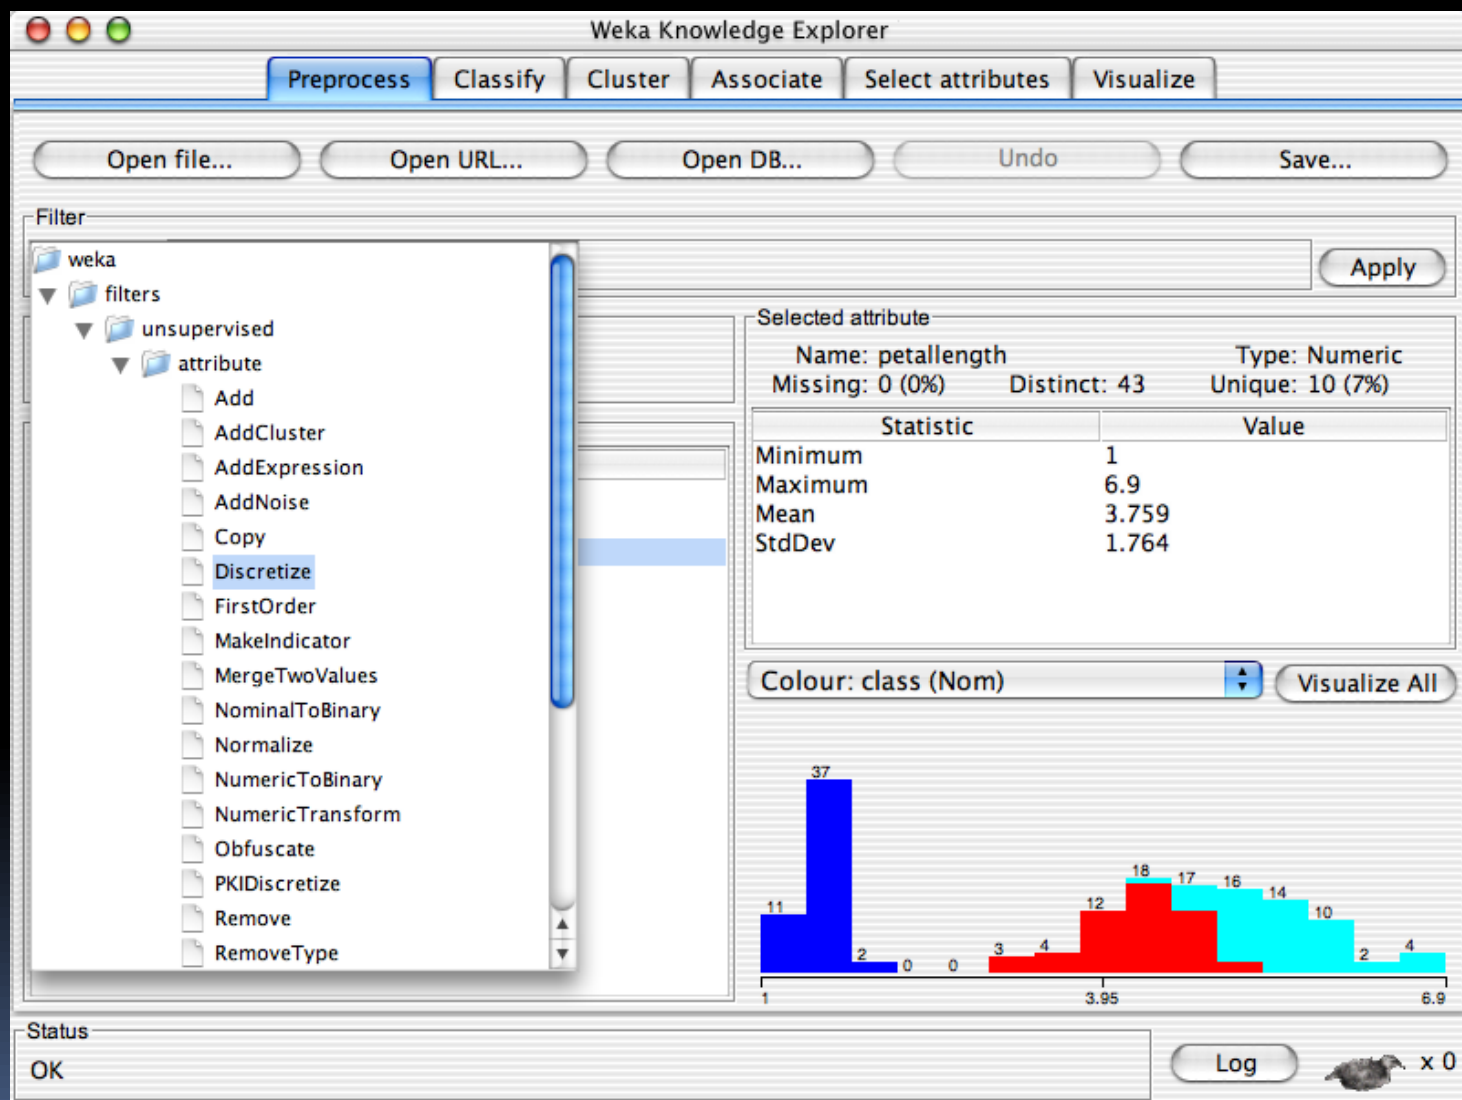 Weka Knowledge Explorer
Preprocess Classify Cluster Associate Select attributes Visualize
Open file... Open URL... Open DB... Undo Save...
Filter
weka
filters
unsupervised
attribute
Add
AddCluster
AddExpression
AddNoise
Copy
Discretize
FirstOrder
MakeIndicator
MergeTwoValues
NominalToBinary
Normalize
NumericToBinary
NumericTransform
Obfuscate
PKIDiscretize
Remove
RemoveType
Apply
Selected attribute
Name: petallength Type: Numeric
Missing: 0 (0%) Distinct: 43 Unique: 10 (7%)
Statistic Value
Minimum 1
Maximum 6.9
Mean 3.759
StdDev 1.764
Colour: class (Nom) Visualize All
11 37 2 0 0 3 4 12 18 17 16 14 10 2 4
1 3.95 6.9
Status
OK
Log x 0